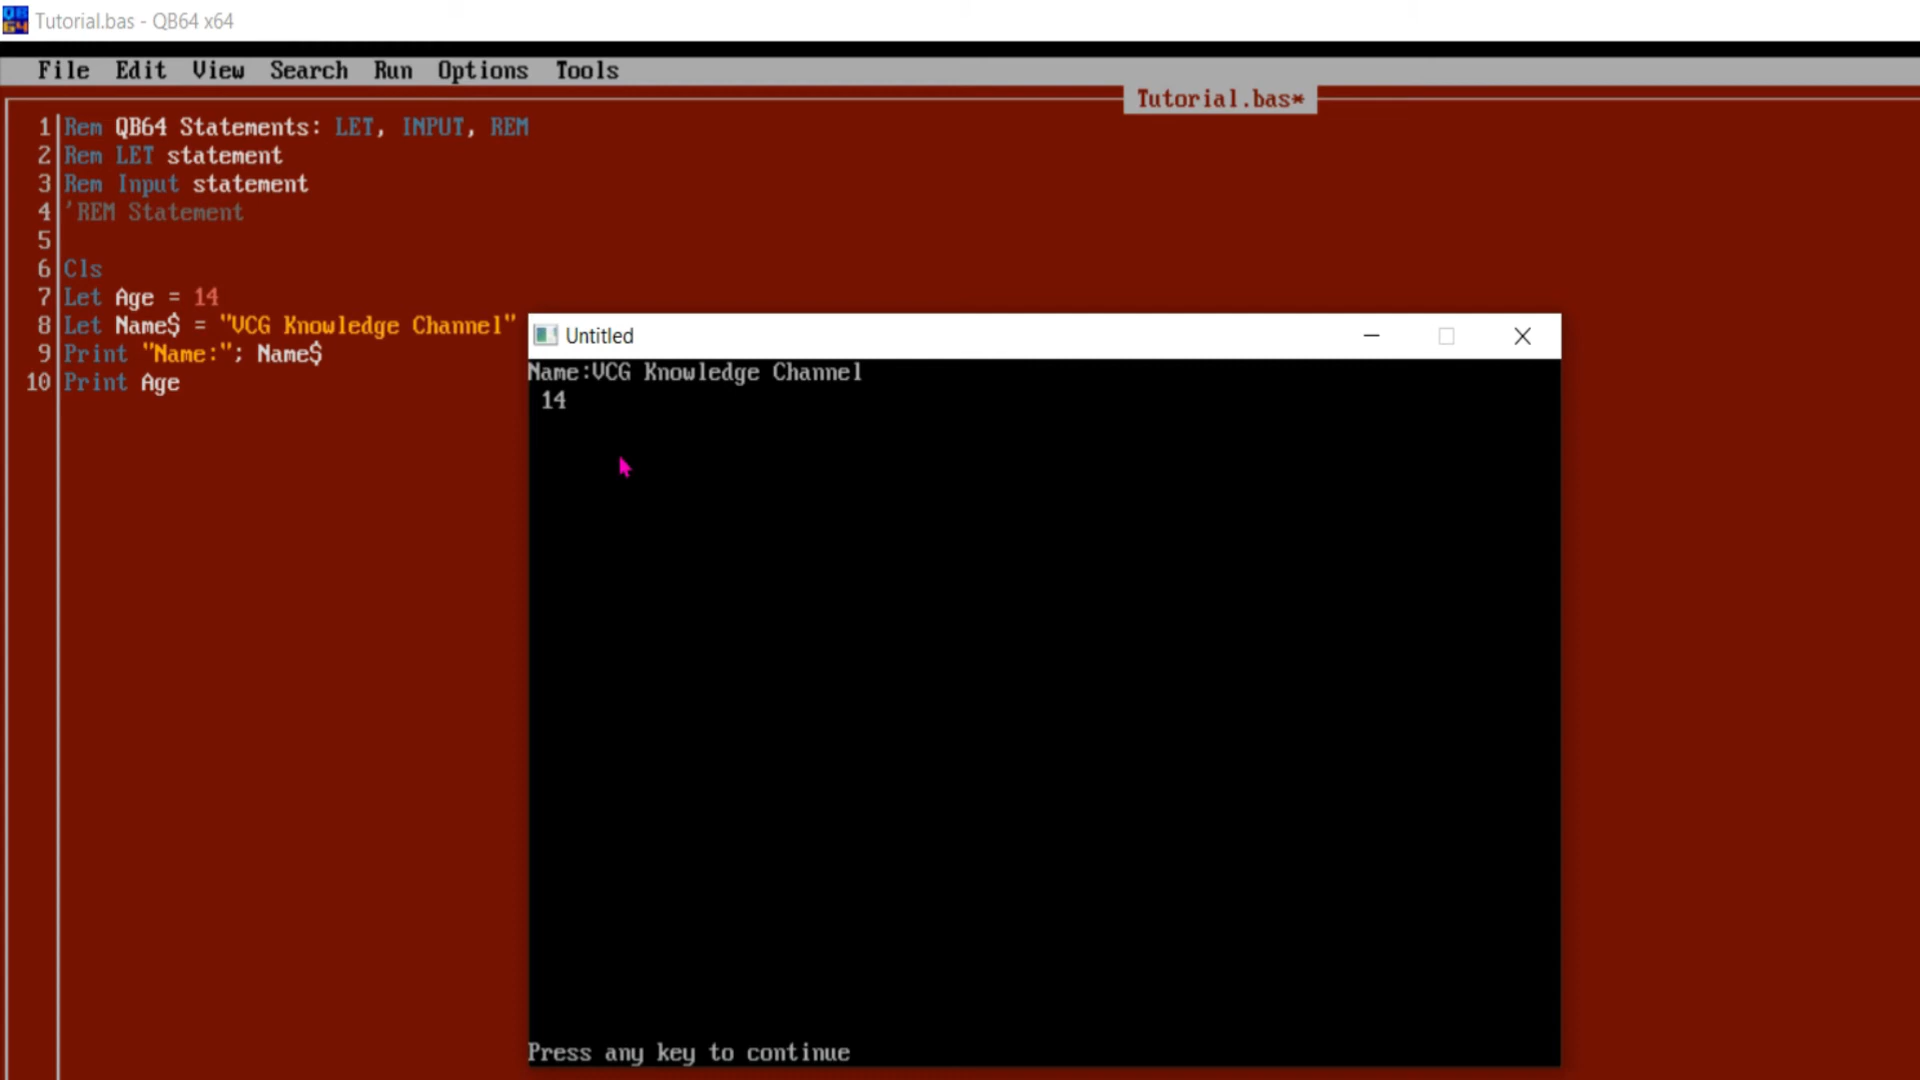 Tutorial.bas - QB64 x64
File Edit View Search Run Options Tools
Tutorial.bas*
1 Rem QB64 Statements: LET, INPUT, REM
2 Rem LET statement
3 Rem Input statement
4 'REM Statement
5
6 Cls
7 Let Age = 14
8 Let Name$ = "VCG Knowledge Channel"
9 Print "Name:"; Name$
10 Print Age
Untitled
Name:VCG Knowledge Channel
14
Press any key to continue